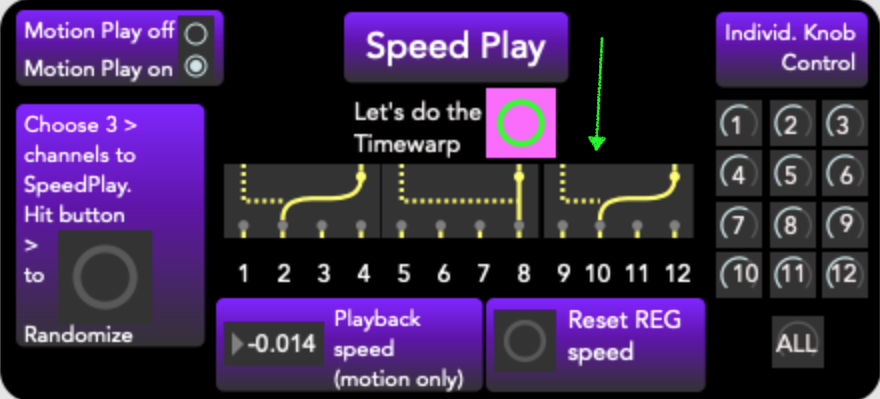 Motion Play off
Motion Play on
Speed Play
Individ. Knob
Control
Let's do the
Timewarp
Choose 3 >
channels to
SpeedPlay.
Hit button
>
to
Randomize
1 2 3
4 5 6
7 8 9
10 11 12
ALL
1 2 3 4 5 6 7 8 9 10 11 12
-0.014
Playback
speed
(motion only)
Reset REG
speed